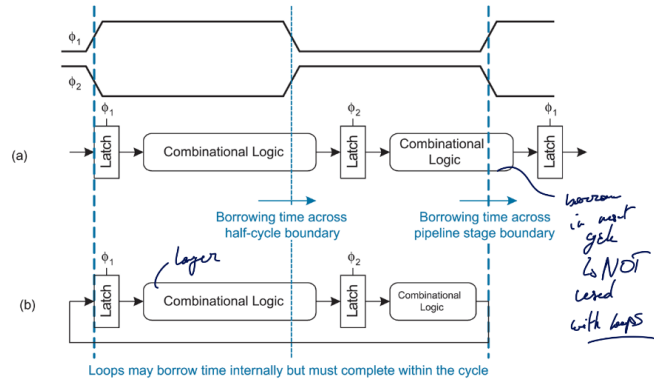 ϕ1
ϕ2
ϕ1
ϕ2
ϕ1
(a)
Latch
Combinational Logic
Latch
Combinational
Logic
Latch
Borrowing time across
half-cycle boundary
Borrowing time across
pipeline stage boundary
borrow
in next
NOT
used
with loops
ϕ1
ϕ2
(b)
Latch
Combinational Logic
Latch
Combinational
Logic
Loops may borrow time internally but must complete within the cycle